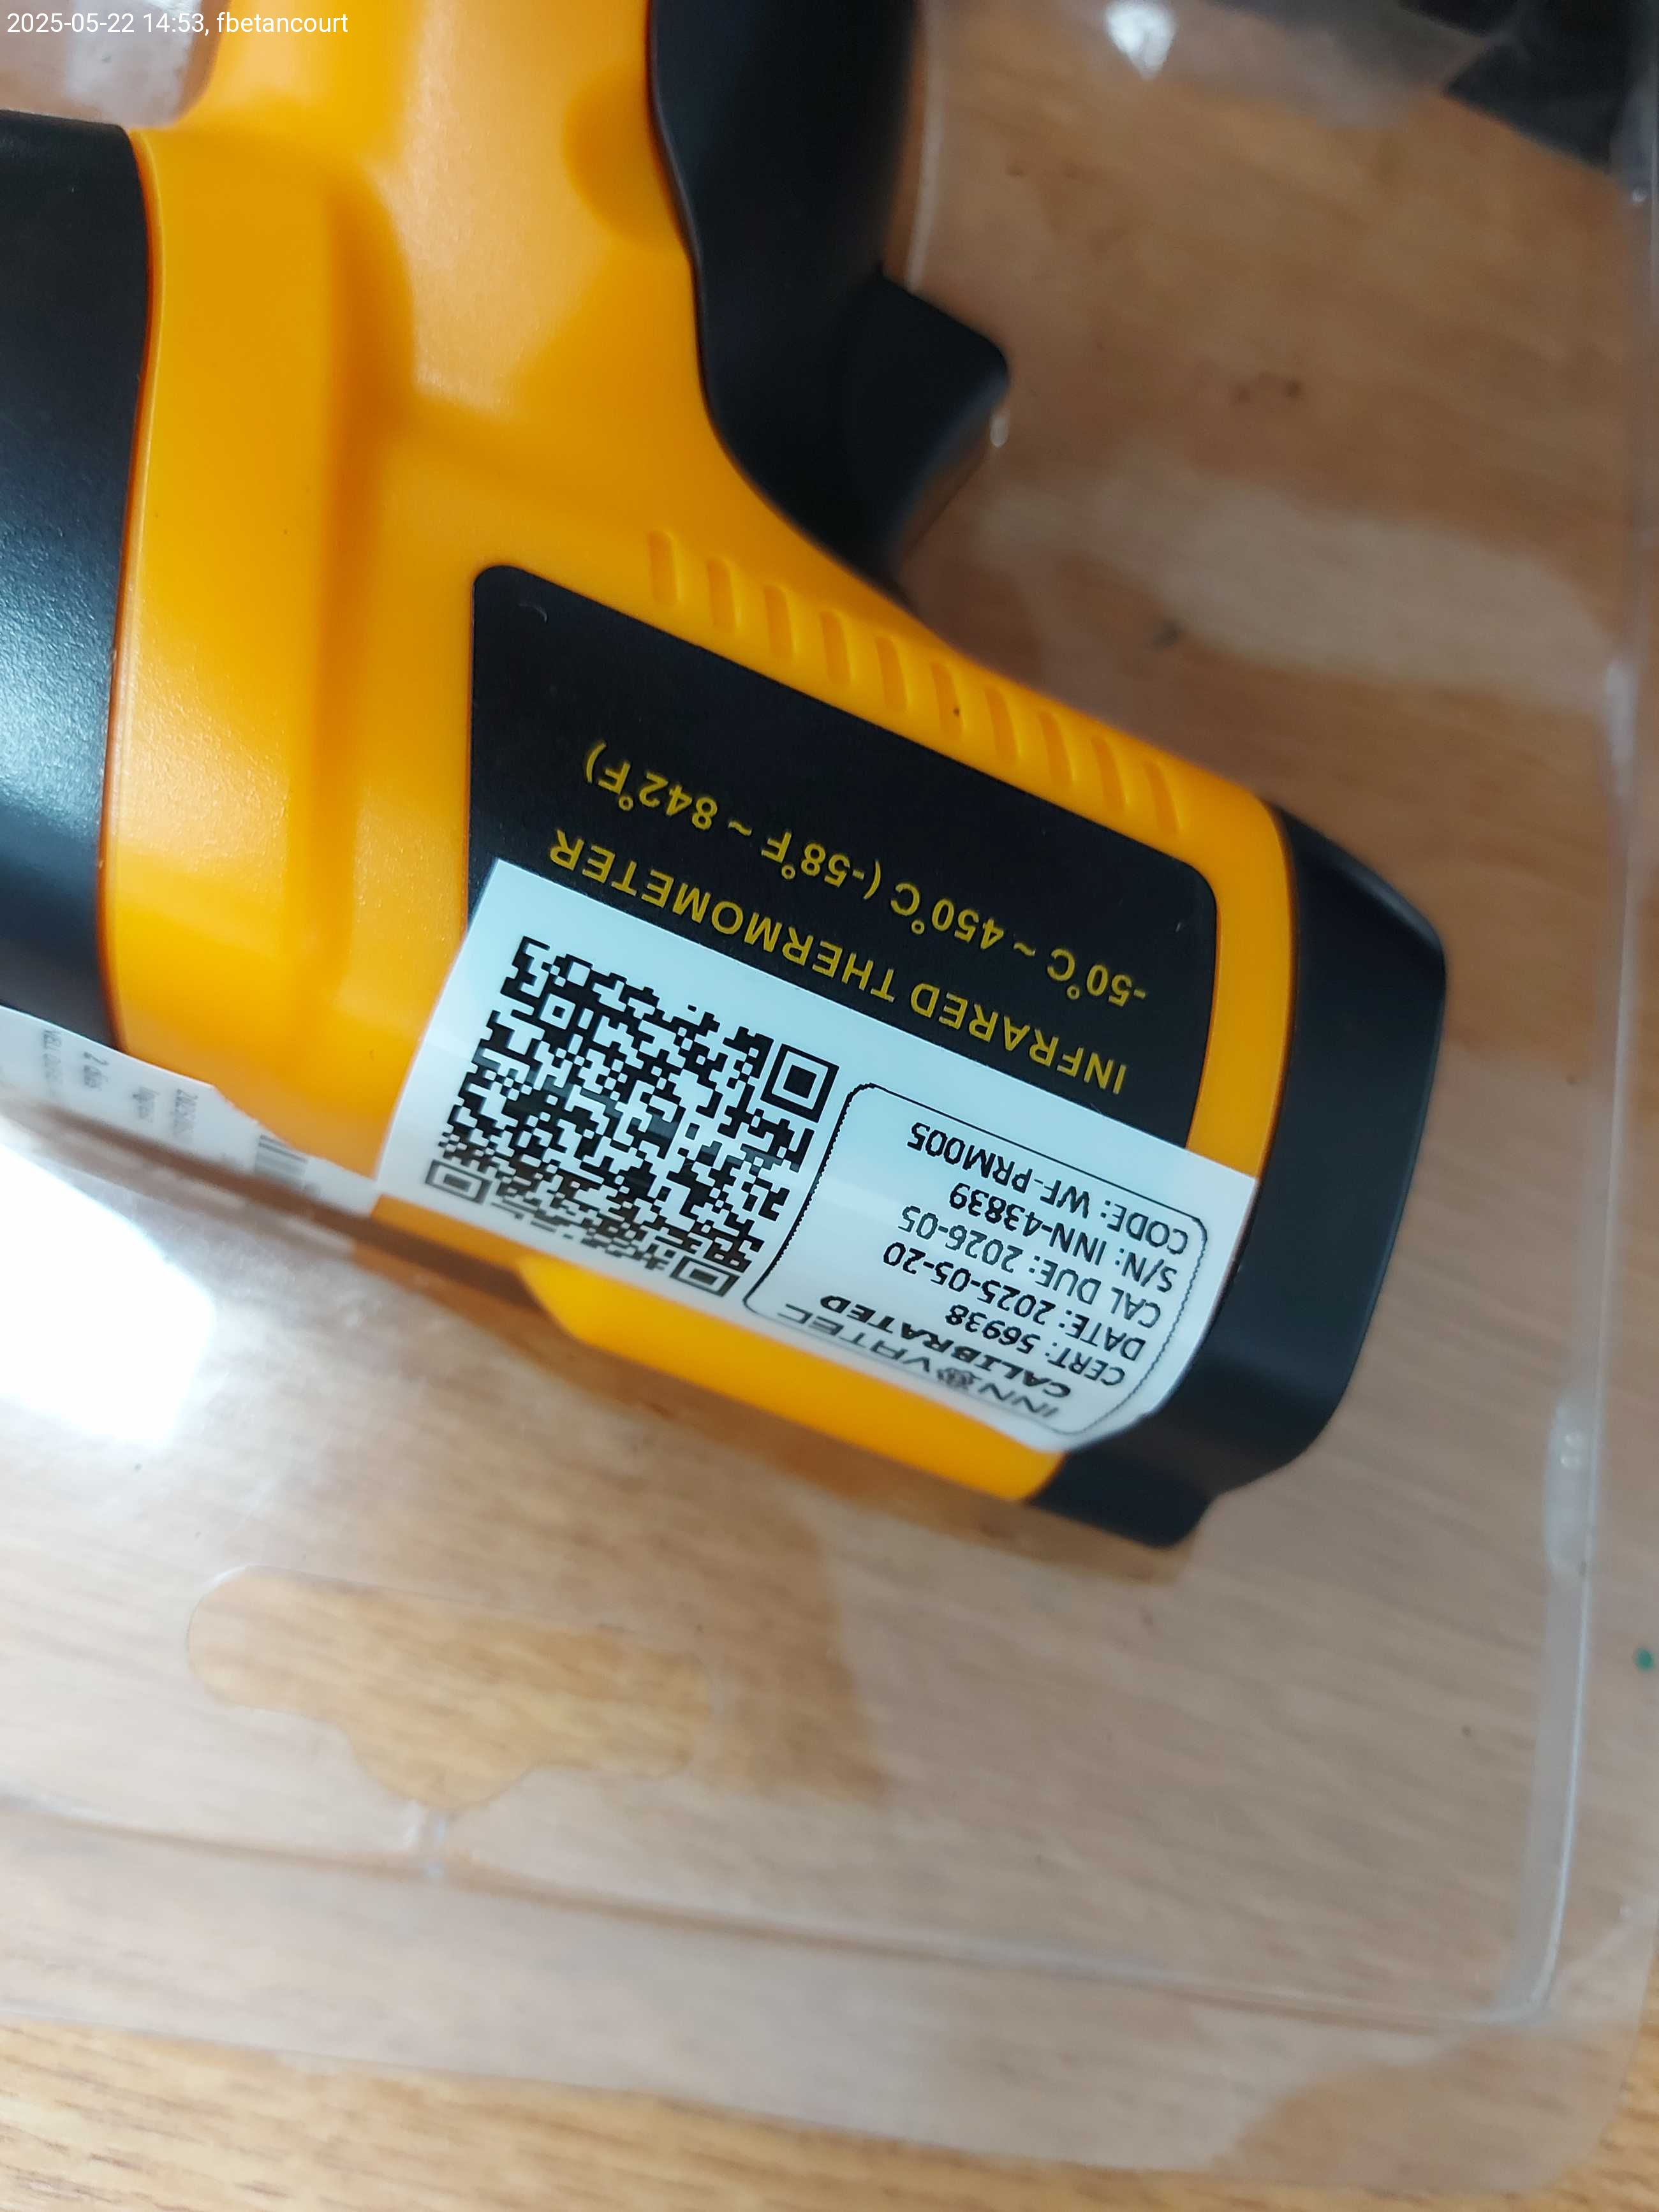 2025-05-22 14:53, fbetancourt
INFRARED THERMOMETER
-50°C ~ 450°C (-58°F ~ 842°F)
INNOVATEC
CALIBRATED
CERT: 56938
DATE: 2025-05-20
CAL DUE: 2026-05
S/N: INN-43839
CODE: WF-PRM005